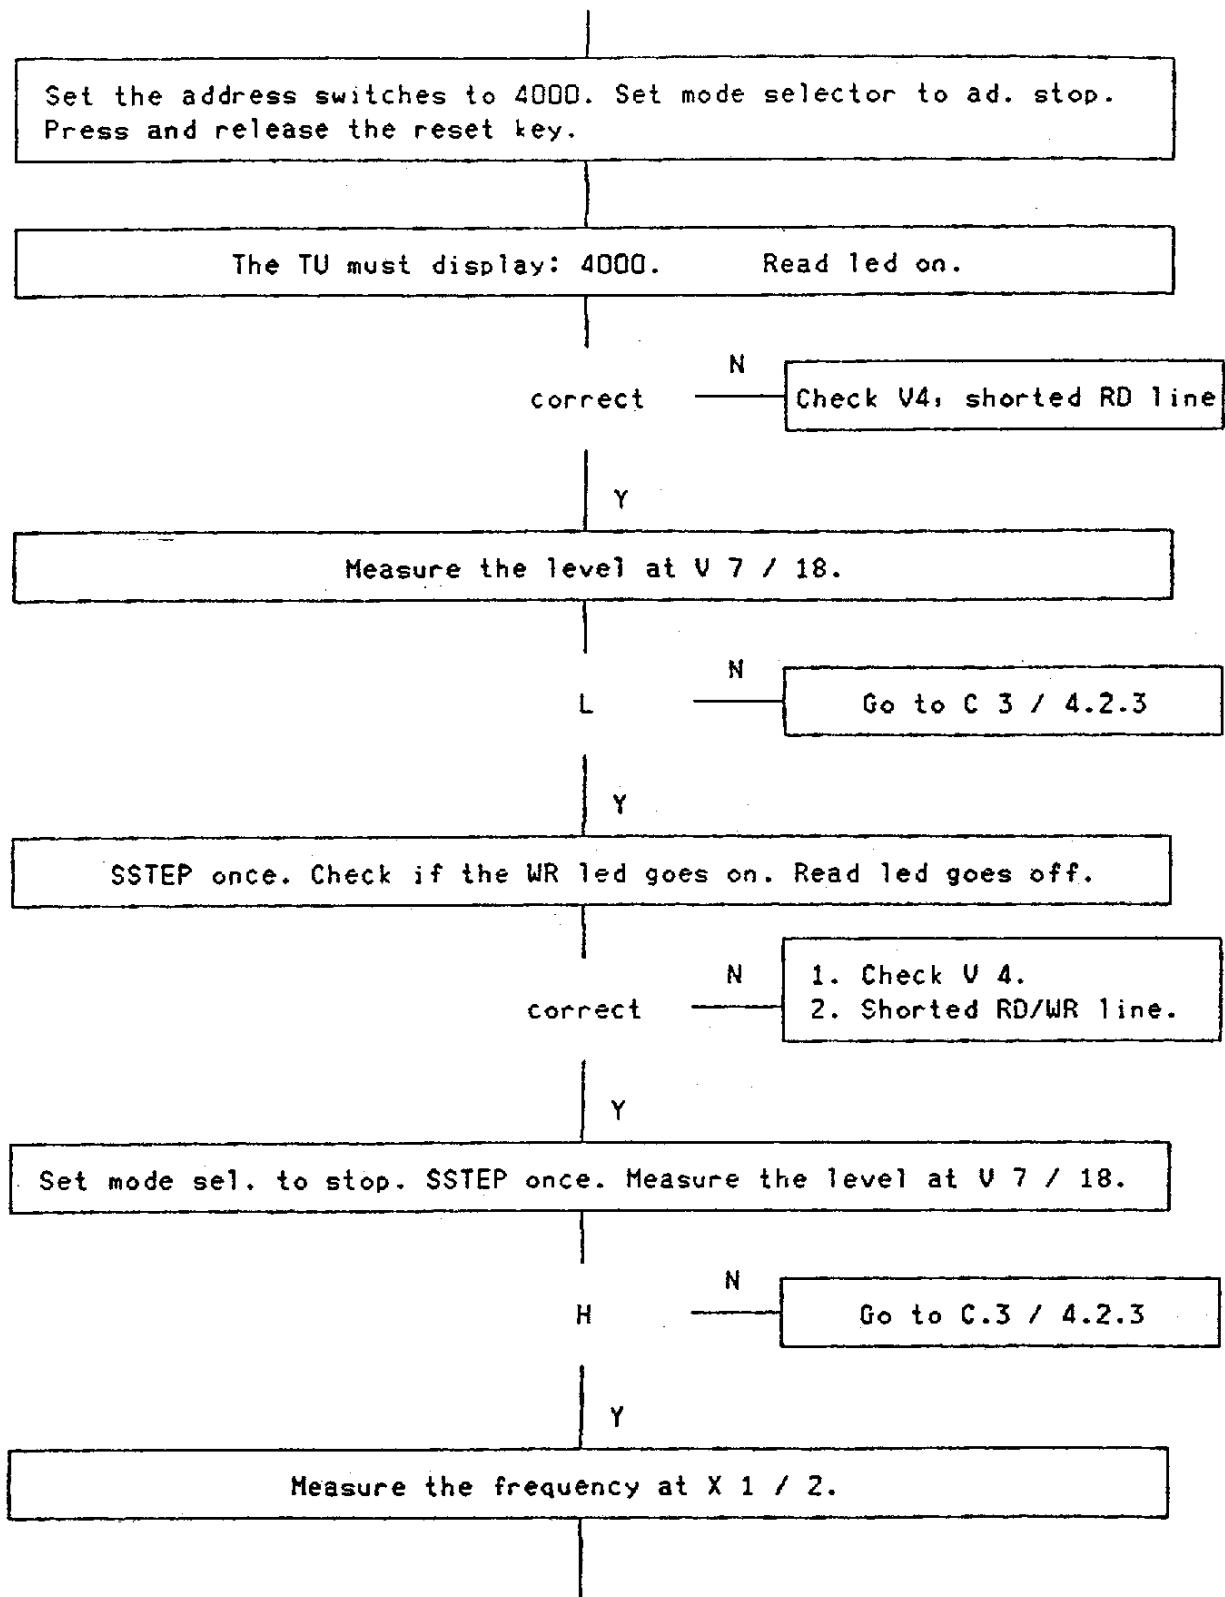 Set the address switches to 4000. Set mode selector to ad. stop.
Press and release the reset key.
The TU must display: 4000. Read led on.
N
correct
Check V4, shorted RD line
Y
Measure the level at V 7 / 18.
N
L
Go to C 3 / 4.2.3
Y
SSTEP once. Check if the WR led goes on. Read led goes off.
N
1. Check V 4.
correct
2. Shorted RD/WR line.
Y
Set mode sel. to stop. SSTEP once. Measure the level at V 7 / 18.
N
H
Go to C.3 / 4.2.3
Y
Measure the frequency at X 1 / 2.